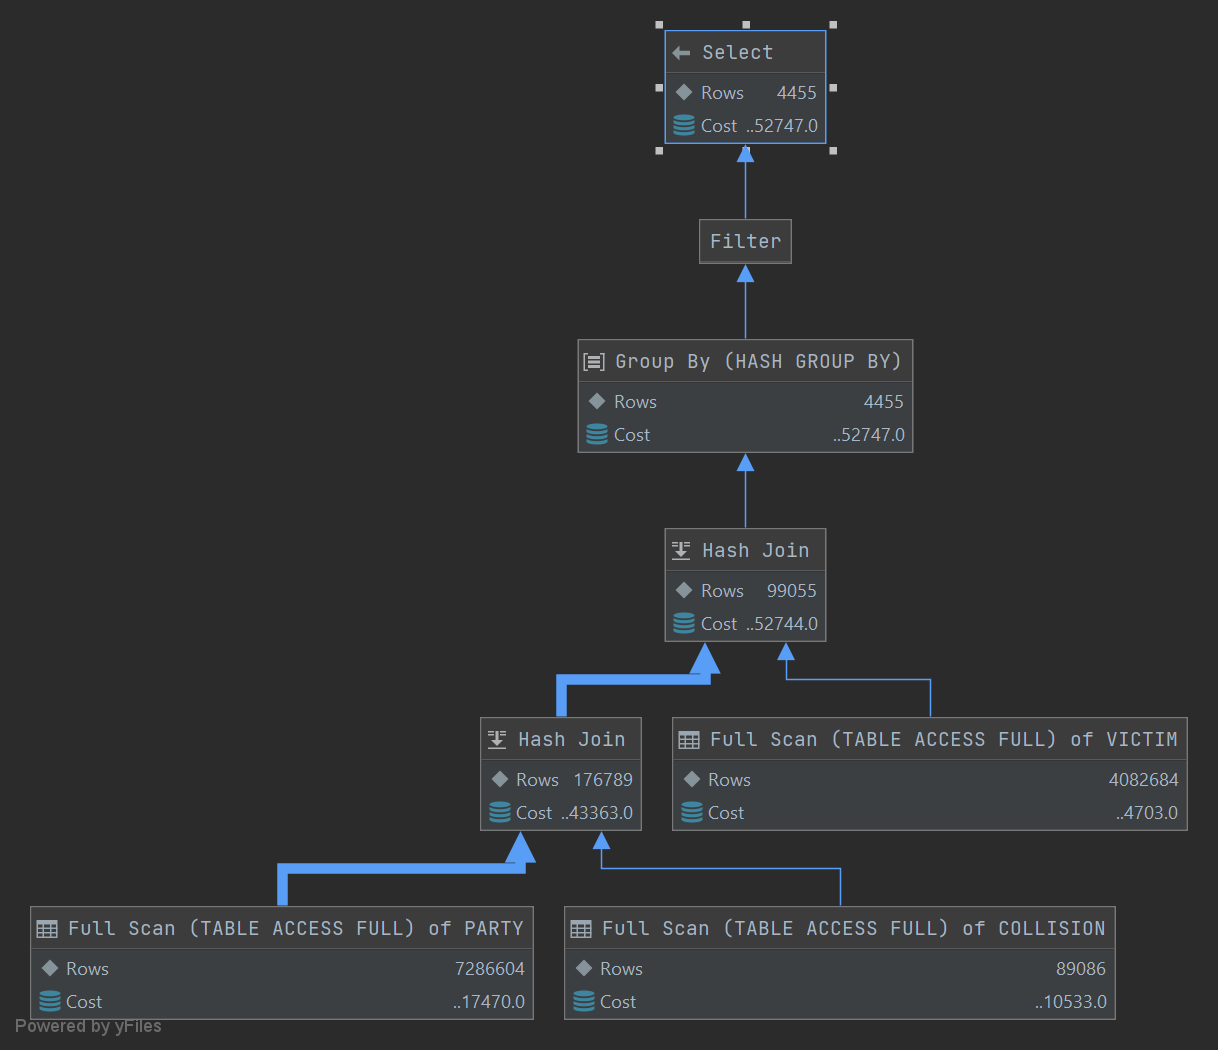 Select
Rows 4455
Cost ..52747.0
Filter
Group By (HASH GROUP BY)
Rows 4455
Cost ..52747.0
Hash Join
Rows 99055
Cost ..52744.0
Hash Join
Rows 176789
Cost ..43363.0
Full Scan (TABLE ACCESS FULL) of VICTIM
Rows 4082684
Cost ..4703.0
Full Scan (TABLE ACCESS FULL) of PARTY
Rows 7286604
Cost ..17470.0
Full Scan (TABLE ACCESS FULL) of COLLISION
Rows 89086
Cost ..10533.0
Powered by yFiles